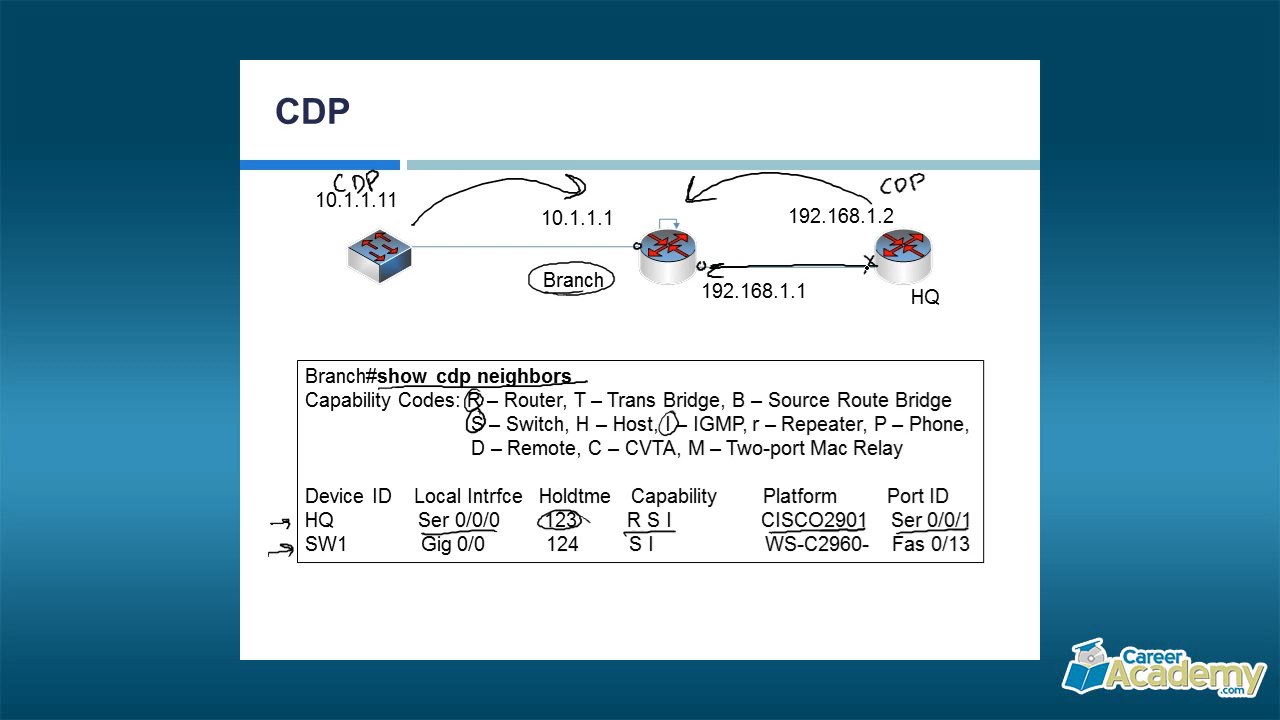 CDP
CDP
CDP
10.1.1.11
10.1.1.1
192.168.1.2
Branch
192.168.1.1
HQ
Branch#show cdp neighbors
Capability Codes: R – Router, T – Trans Bridge, B – Source Route Bridge
S – Switch, H – Host, I – IGMP, r – Repeater, P – Phone,
D – Remote, C – CVTA, M – Two-port Mac Relay
Device ID Local Intrfce Holdtme Capability Platform Port ID
HQ Ser 0/0/0 123 R S I CISCO2901 Ser 0/0/1
SW1 Gig 0/0 124 S I WS-C2960- Fas 0/13
Career
Academy
.com